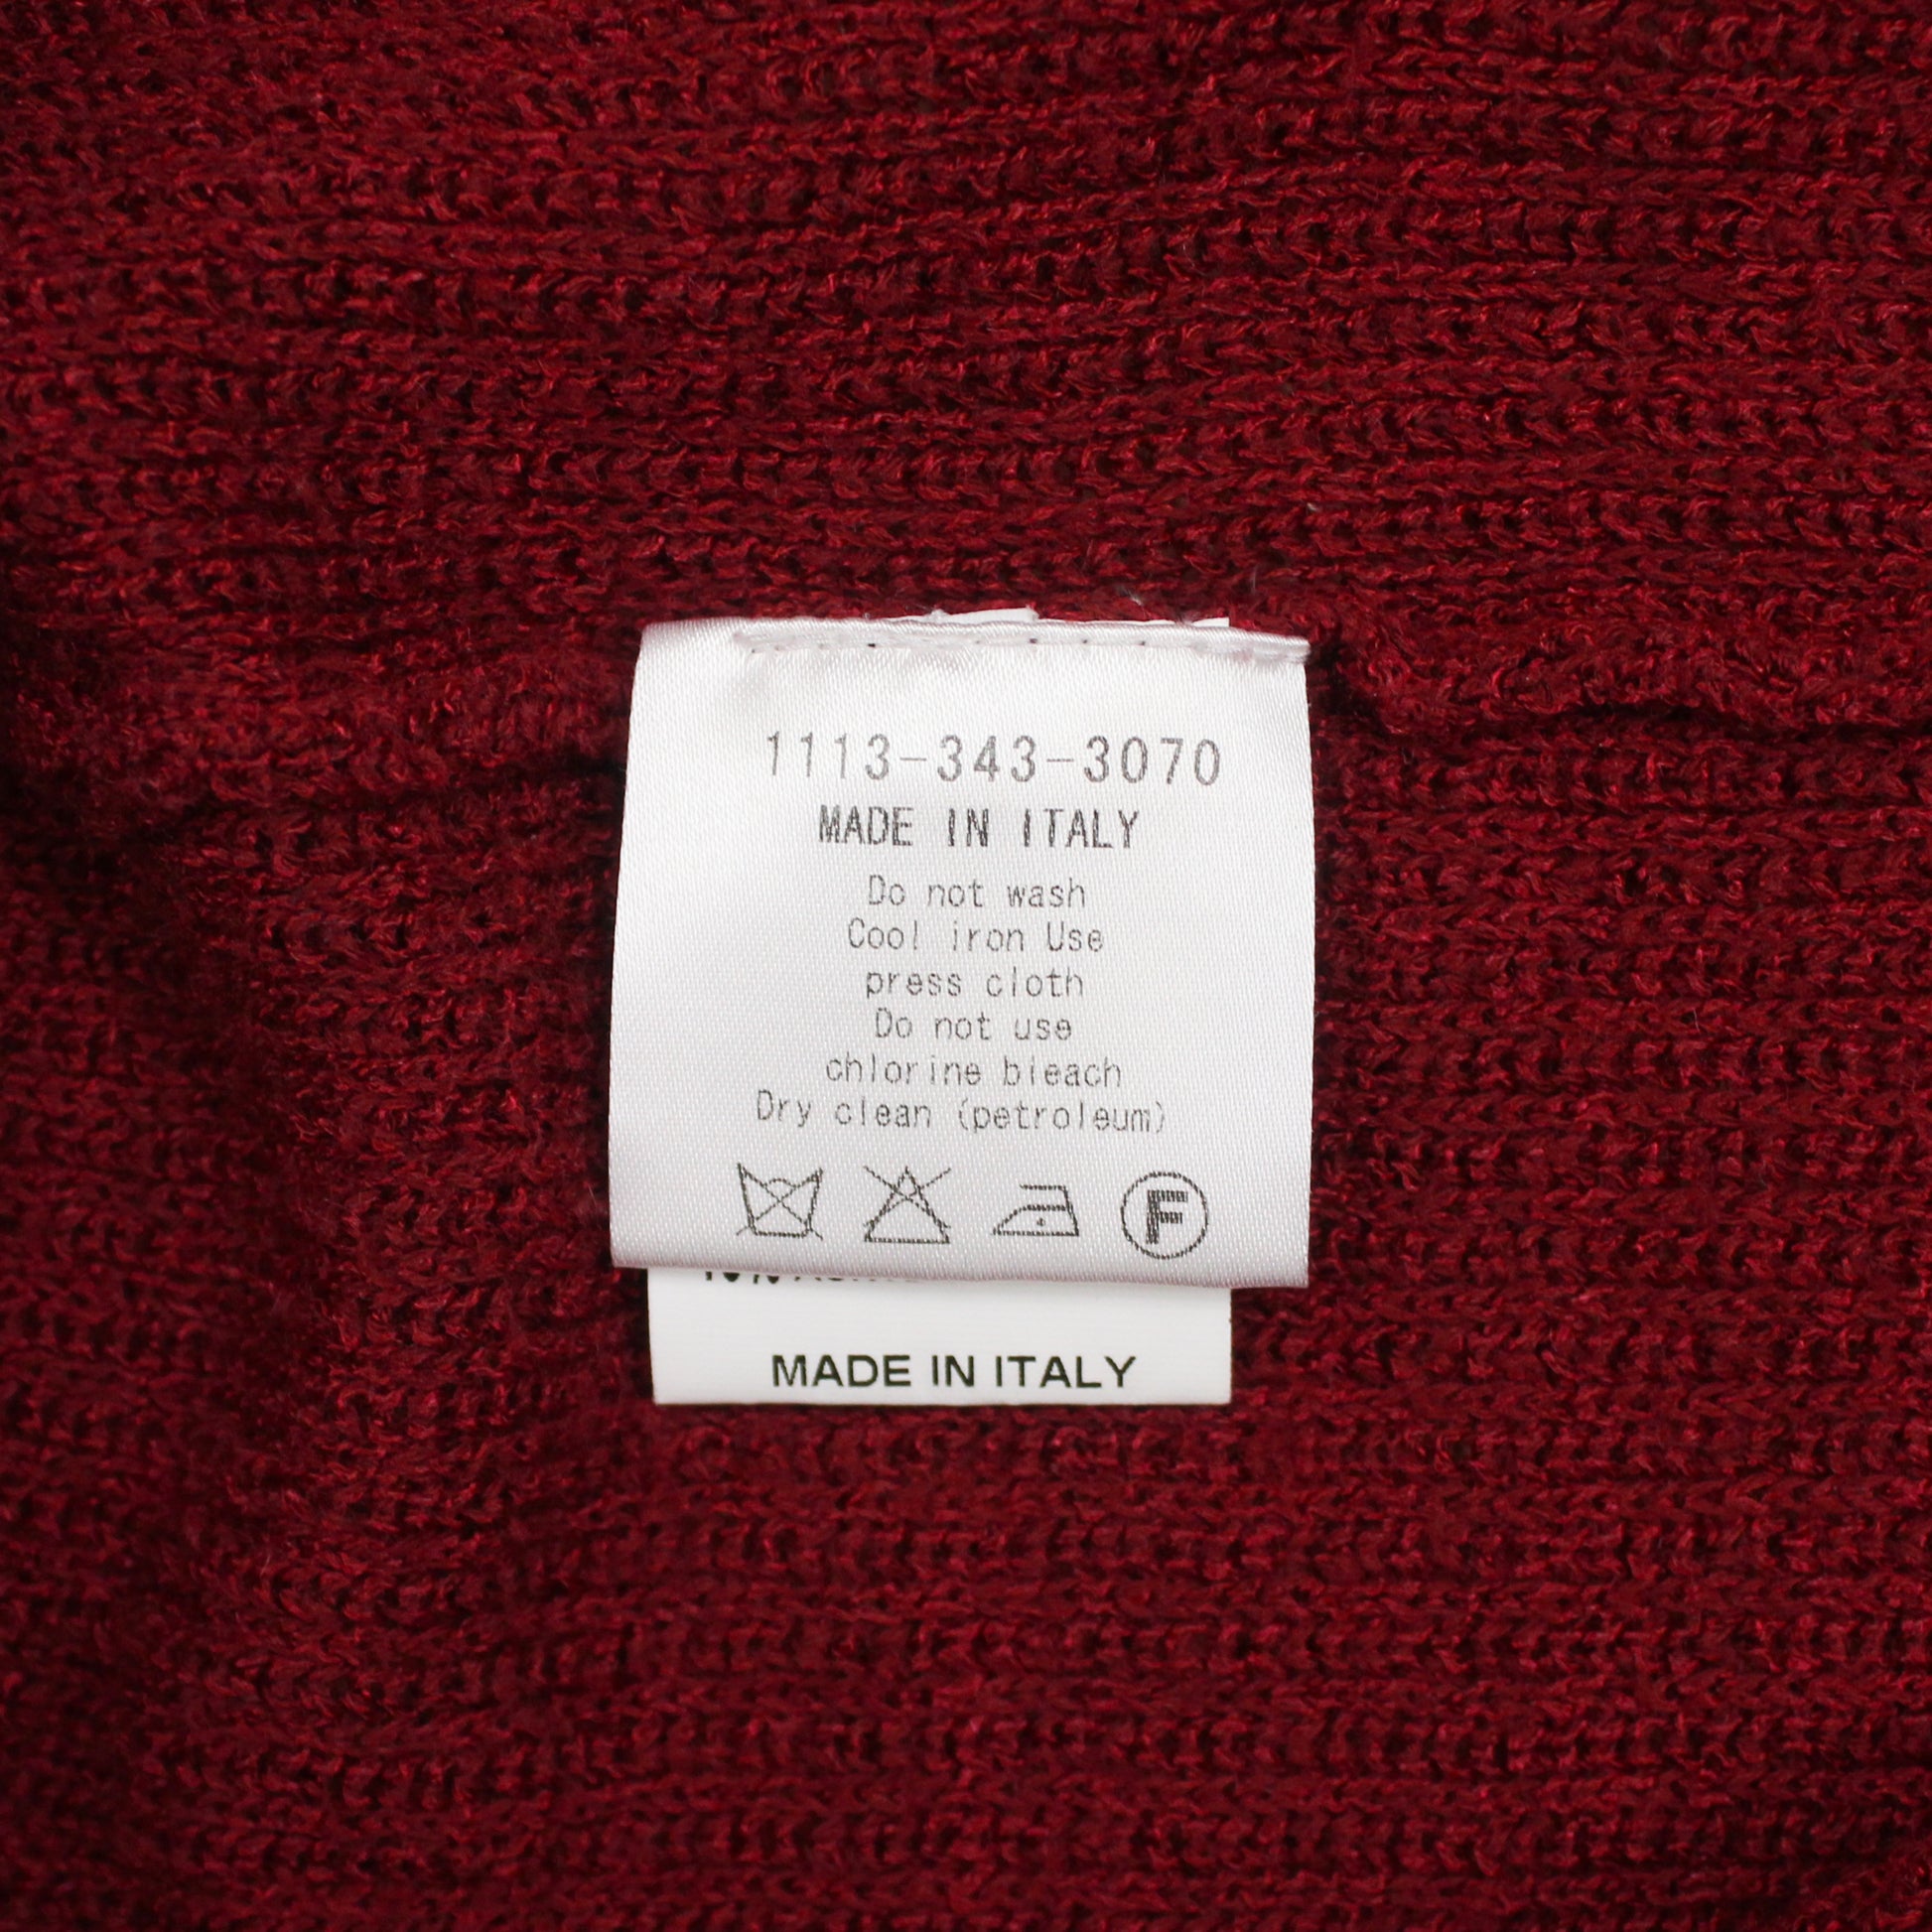 1113-343-3070
MADE IN ITALY
Do not wash
Cool iron Use
press cloth
Do not use
chlorine bleach
Dry clean (petroleum)
F
MADE IN ITALY